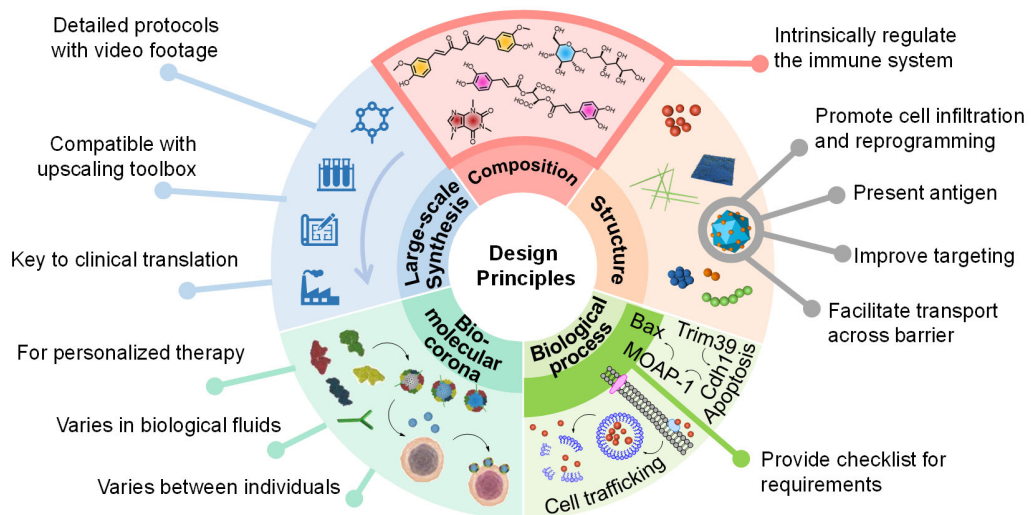 Detailed protocols
with video footage
Compatible with
upscaling toolbox
Key to clinical translation
For personalized therapy
Varies in biological fluids
Varies between individuals
Design
Principles
Composition
Structure
Biological
process
Bio-
molecular
corona
Large-scale
Synthesis
Bax
Trim39
MOAP-1
Cdh1
Apoptosis
Cell trafficking
Intrinsically regulate
the immune system
Promote cell infiltration
and reprogramming
Present antigen
Improve targeting
Facilitate transport
across barrier
Provide checklist for
requirements